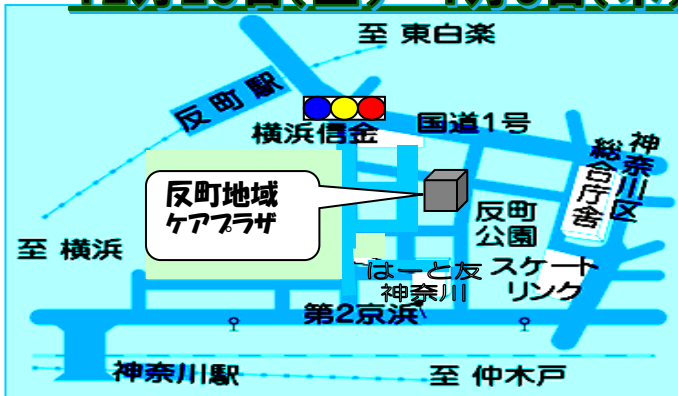 至 東白楽
反町駅
横浜信金
国道1号
神奈川区
総合庁舎
反町地域
ケアプラザ
反町
公園
至 横浜
はーと友
神奈川
スケート
リンク
第2京浜
神奈川駅
至 仲木戸